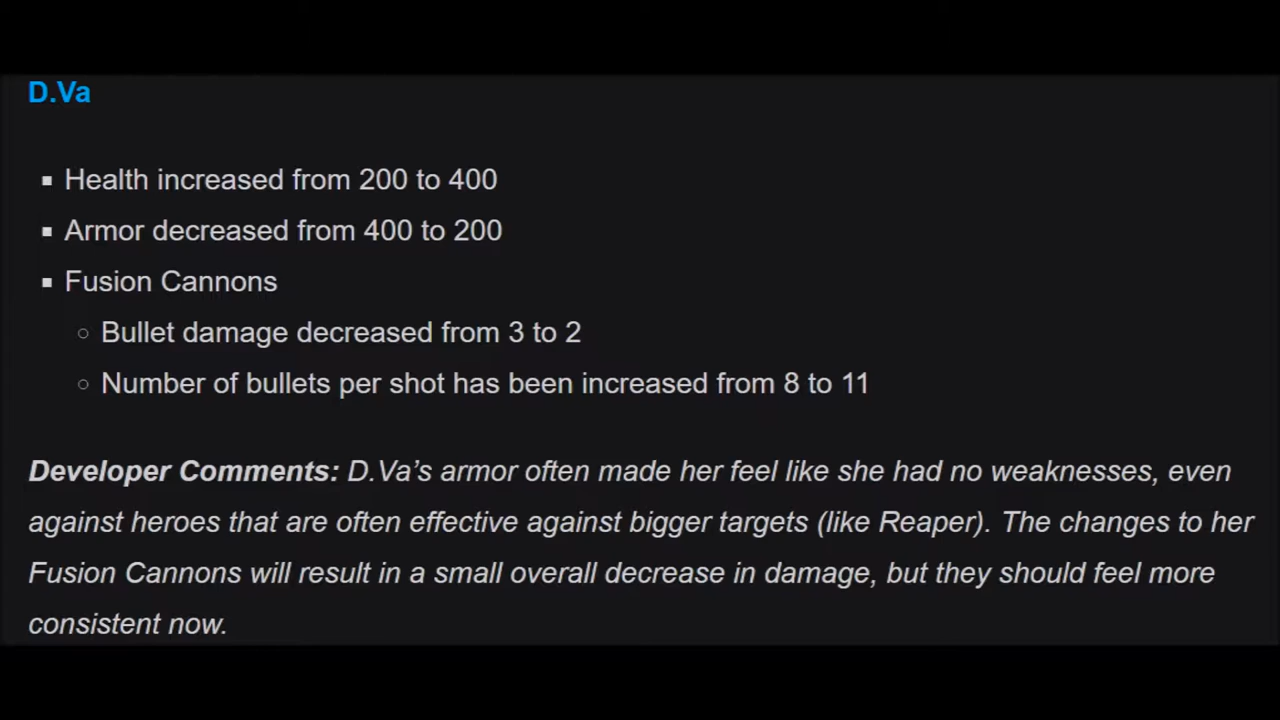 D.Va
Health increased from 200 to 400
Armor decreased from 400 to 200
Fusion Cannons
Bullet damage decreased from 3 to 2
Number of bullets per shot has been increased from 8 to 11
Developer Comments: D.Va’s armor often made her feel like she had no weaknesses, even
against heroes that are often effective against bigger targets (like Reaper). The changes to her
Fusion Cannons will result in a small overall decrease in damage, but they should feel more
consistent now.